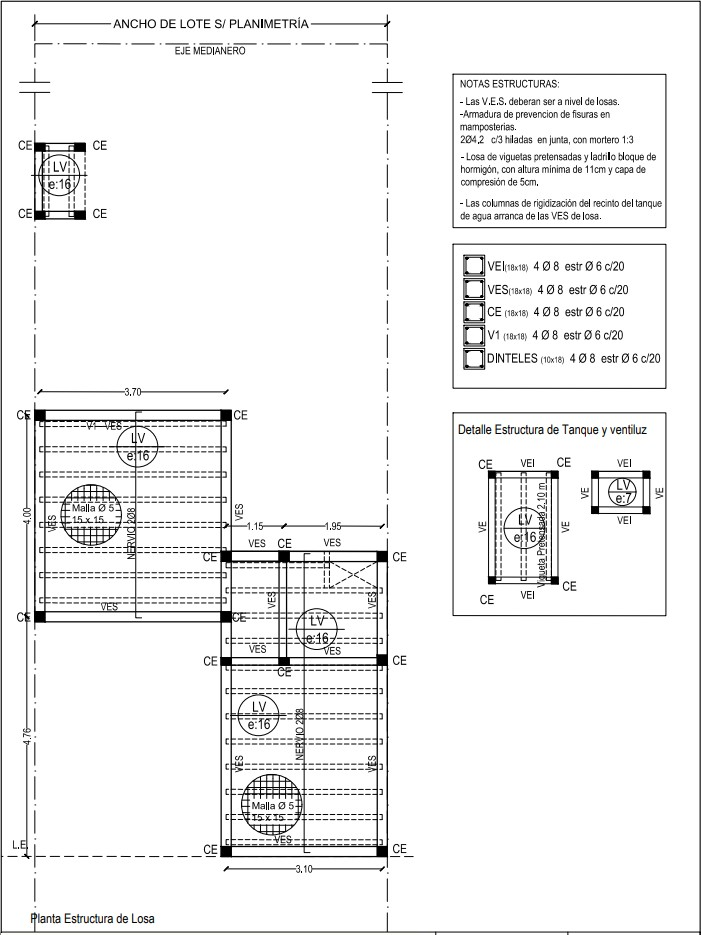 ANCHO DE LOTE S/ PLANIMETRÍA
EJE MEDIANERO
CE
CE
LV
e:16
CE
CE
NOTAS ESTRUCTURAS:
- Las V.E.S. deberan ser a nivel de losas.
-Armadura de prevencion de fisuras en
mamposterias.
2Ø4,2 c/3 hiladas en junta, con mortero 1:3
- Losa de viguetas pretensadas y ladrillo bloque de
hormigón, con altura mínima de 11cm y capa de
compresión de 5cm.
- Las columnas de rigidización del recinto del tanque
de agua arranca de las VES de losa.
VEI(18x18) 4 Ø 8 estr Ø 6 c/20
VES(18x18) 4 Ø 8 estr Ø 6 c/20
CE (18x18) 4 Ø 8 estr Ø 6 c/20
V1 (18x18) 4 Ø 8 estr Ø 6 c/20
DINTELES (10x18) 4 Ø 8 estr Ø 6 c/20
Detalle Estructura de Tanque y ventiluz
CE
VEI
CE
VE
LV
e:16
Vigueta Pretensada 2,10 m
VE
CE
VEI
CE
VEI
VE
LV
e:7
VE
VEI
3.70
CE
CE
V1 VES
LV
e:16
Malla Ø 5
15 x 15
4.00
VES
NERVIO 2Ø8
VES
VES
CE
CE
1.15
1.95
VES
CE
VES
CE
CE
VES
VES
LV
e:16
VES
VES
CE
CE
CE
LV
e:16
NERVIO 2Ø8
VES
VES
Malla Ø 5
15 x 15
VES
4.76
L.E.
CE
CE
3.10
Planta Estructura de Losa